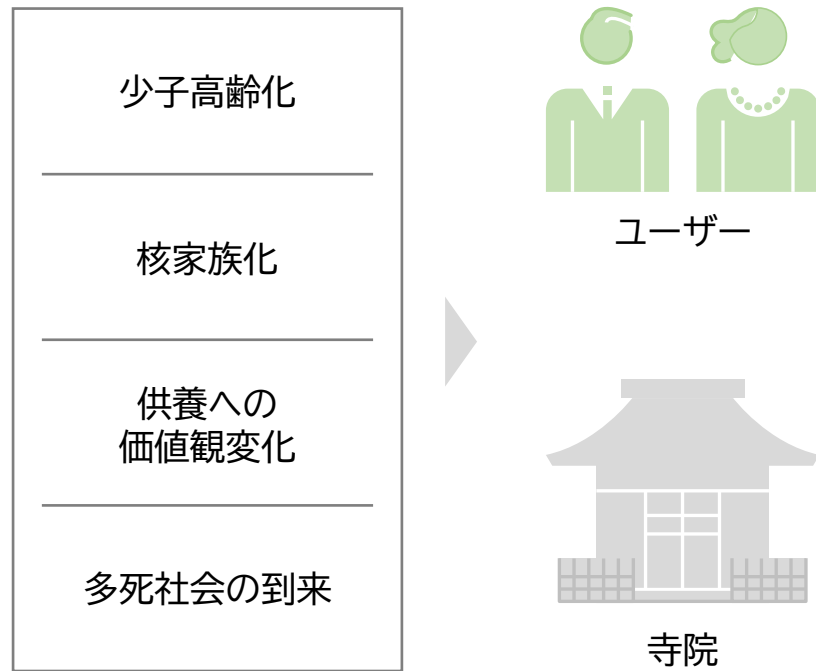 少子高齢化
核家族化
供養への
価値観変化
多死社会の到来
ユーザー
寺院